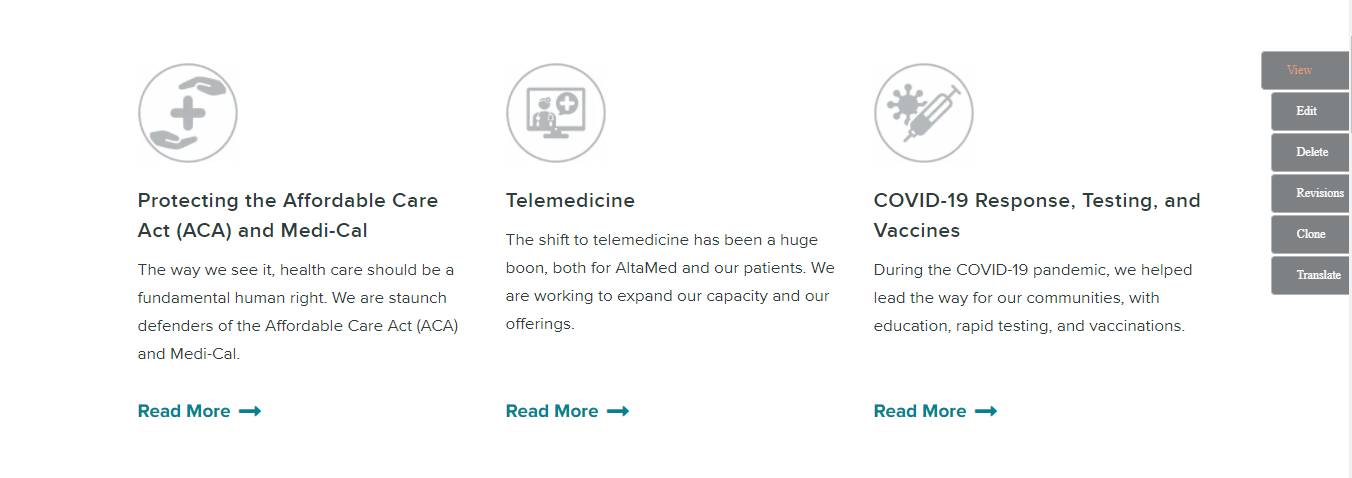 Protecting the Affordable Care
Act (ACA) and Medi-Cal
The way we see it, health care should be a
fundamental human right. We are staunch
defenders of the Affordable Care Act (ACA)
and Medi-Cal.
Read More
Telemedicine
The shift to telemedicine has been a huge
boon, both for AltaMed and our patients. We
are working to expand our capacity and our
offerings.
Read More
COVID-19 Response, Testing, and
Vaccines
During the COVID-19 pandemic, we helped
lead the way for our communities, with
education, rapid testing, and vaccinations.
Read More
View
Edit
Delete
Revisions
Clone
Translate